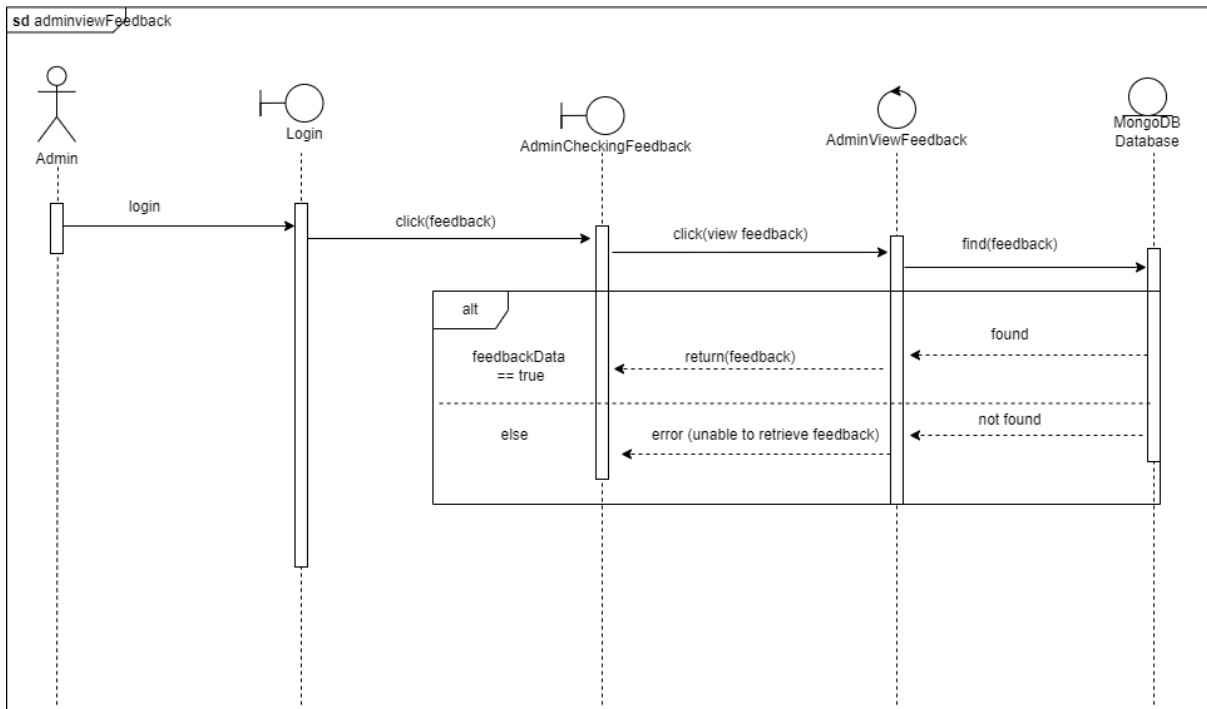 sd adminviewFeedback
Admin
Login
AdminCheckingFeedback
AdminViewFeedback
MongoDB
Database
login
click(feedback)
click(view feedback)
find(feedback)
alt
found
feedbackData
== true
return(feedback)
not found
else
error (unable to retrieve feedback)